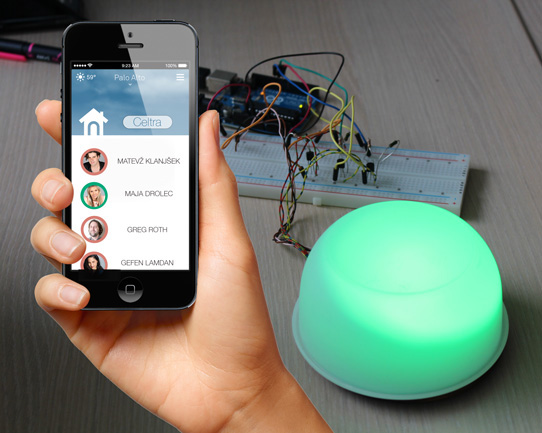 9:23 AM 100%
59° Palo Alto
Celtra
MATEVŽ KLANJŠEK
MAJA DROLEC
GREG ROTH
GEFEN LAMDAN